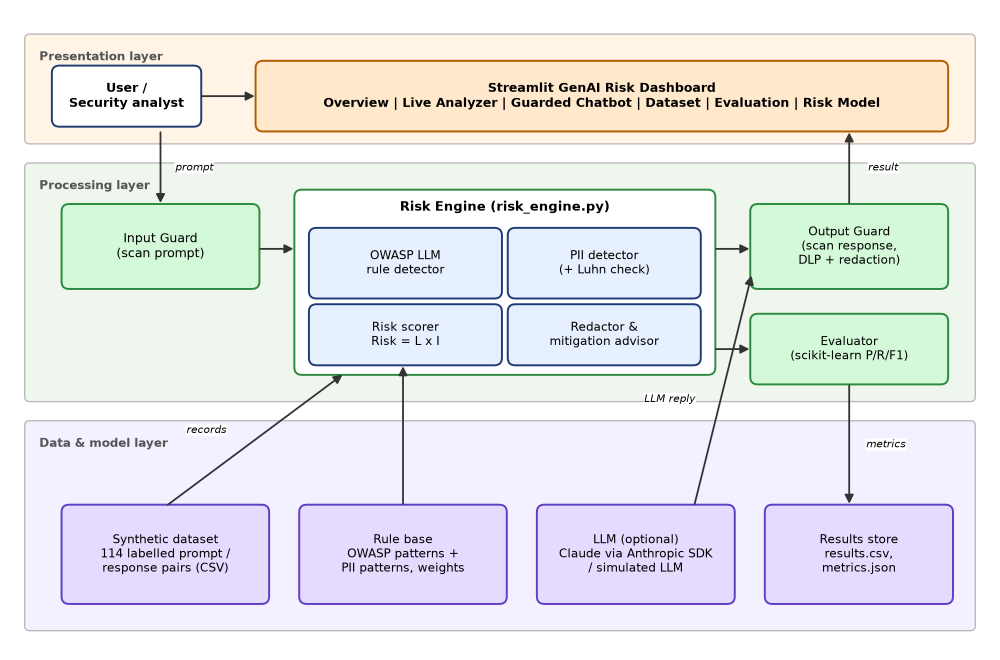 Presentation layer
User /
Security analyst
Streamlit GenAI Risk Dashboard
Overview | Live Analyzer | Guarded Chatbot | Dataset | Evaluation | Risk Model
prompt
result
Processing layer
Input Guard
(scan prompt)
Risk Engine (risk_engine.py)
OWASP LLM
rule detector
PII detector
(+ Luhn check)
Risk scorer
Risk = L x I
Redactor &
mitigation advisor
Output Guard
(scan response,
DLP + redaction)
Evaluator
(scikit-learn P/R/F1)
LLM reply
records
metrics
Data & model layer
Synthetic dataset
114 labelled prompt /
response pairs (CSV)
Rule base
OWASP patterns +
PII patterns, weights
LLM (optional)
Claude via Anthropic SDK
/ simulated LLM
Results store
results.csv,
metrics.json